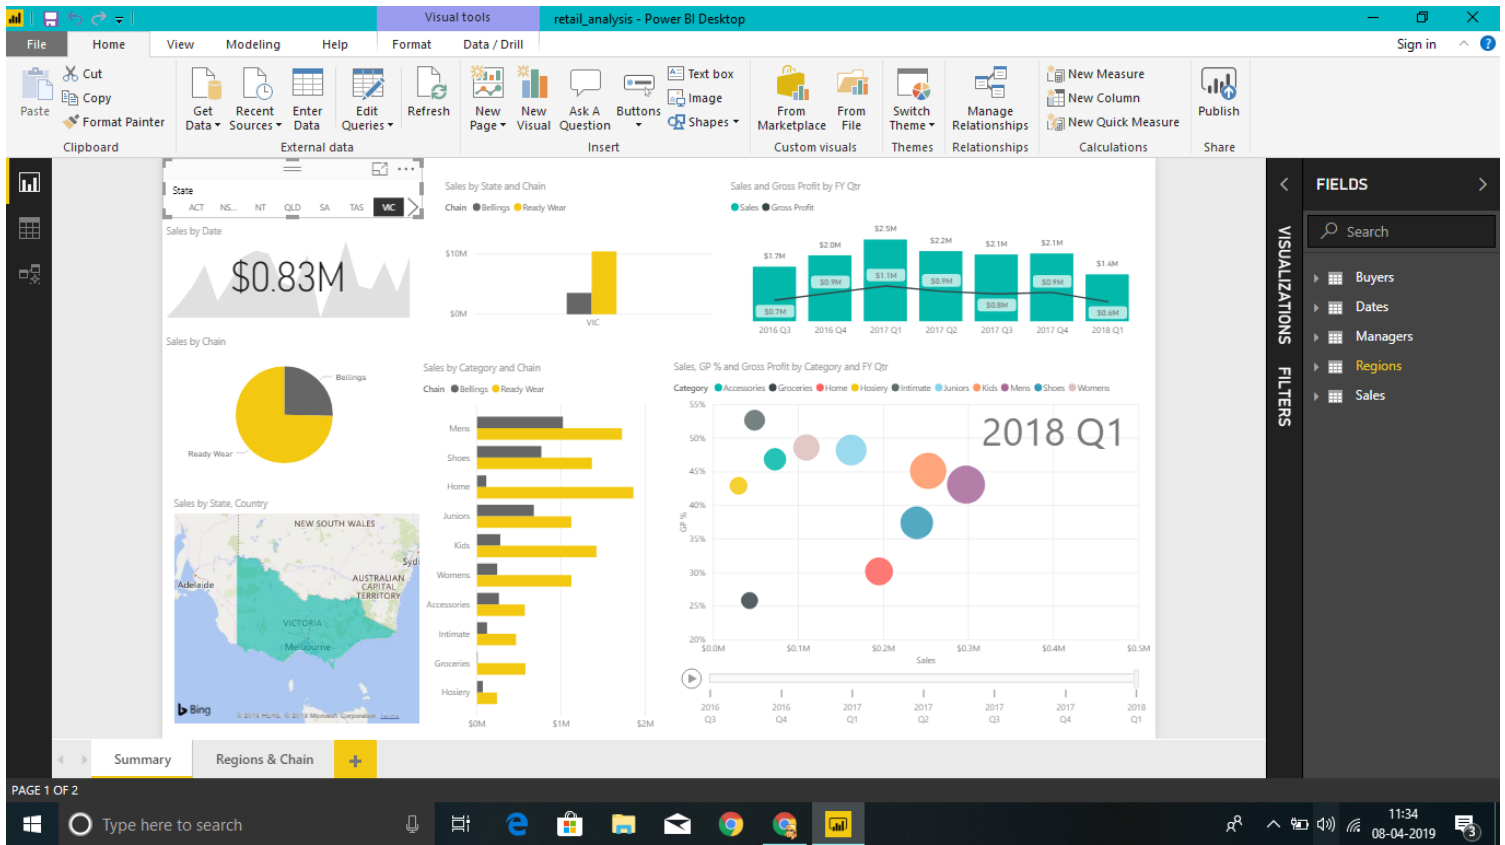 Visual tools
retail_analysis - Power BI Desktop
File Home View Modeling Help Format Data / Drill Sign in
Paste
Cut
Copy
Format Painter
Clipboard
Get Data
Recent Sources
Enter Data
Edit Queries
External data
Refresh
New Page
New Visual
Ask A Question
Buttons
Text box
Image
Shapes
Insert
From Marketplace
From File
Custom visuals
Switch Theme
Themes
Manage Relationships
Relationships
New Measure
New Column
New Quick Measure
Calculations
Publish
Share
State
ACT NS... NT QLD SA TAS VIC
Sales by Date
$0.83M
Sales by Chain
Bellings
Ready Wear
Sales by State, Country
NEW SOUTH WALES
Adelaide
Syd
AUSTRALIAN
CAPITAL
TERRITORY
VICTORIA
Melbourne
Bing
Sales by State and Chain
Chain Bellings Ready Wear
$10M
$0M
VIC
Sales by Category and Chain
Chain Bellings Ready Wear
Mens
Shoes
Home
Juniors
Kids
Womens
Accessories
Intimate
Groceries
Hosiery
$0M $1M $2M
Sales and Gross Profit by FY Qtr
Sales Gross Profit
$1.7M $2.0M $2.5M $2.2M $2.1M $2.1M $1.4M
$0.7M $0.9M $1.1M $0.9M $0.8M $0.9M $0.6M
2016 Q3 2016 Q4 2017 Q1 2017 Q2 2017 Q3 2017 Q4 2018 Q1
Sales, GP % and Gross Profit by Category and FY Qtr
Category Accessories Groceries Home Hosiery Intimate Juniors Kids Mens Shoes Womens
2018 Q1
55%
50%
45%
40%
35%
30%
25%
20%
GP %
$0.0M $0.1M $0.2M $0.3M $0.4M $0.5M
Sales
2016 2016 2017 2017 2017 2017 2018
Q3 Q4 Q1 Q2 Q3 Q4 Q1
VISUALIZATIONS
FILTERS
FIELDS
Search
Buyers
Dates
Managers
Regions
Sales
Summary Regions & Chain +
PAGE 1 OF 2
Type here to search
11:34
08-04-2019
3